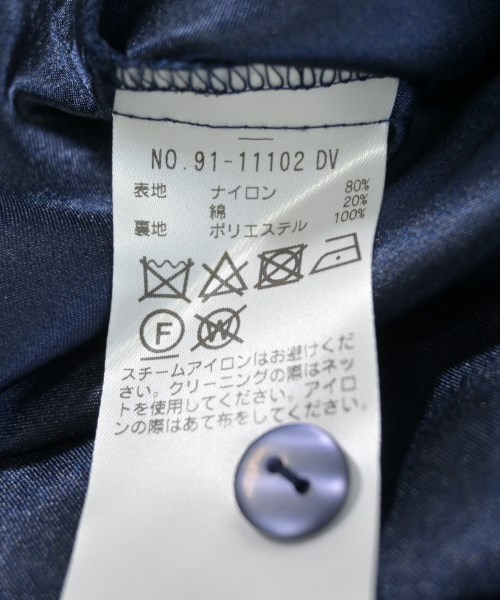 NO.91-11102 DV
表地 ナイロン 80%
綿 20%
裏地 ポリエステル 100%
F W
スチームアイロンはお避けくだ
さい。クリーニングの際はネッ
トを使用してください。アイロ
ンの際はあて布をしてください。